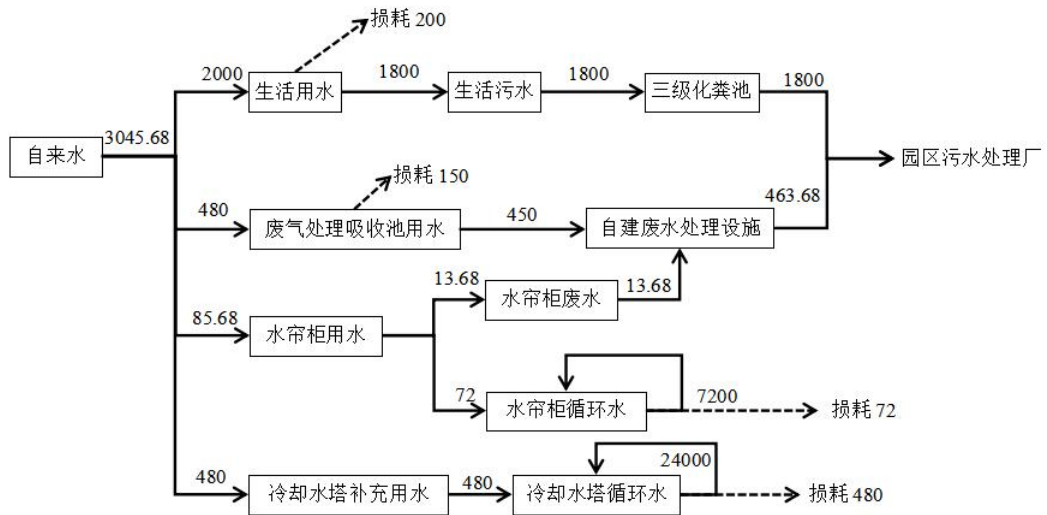 损耗 200
2000
生活用水
1800
生活污水
1800
三级化粪池
1800
自来水
3045.68
园区污水处理厂
损耗 150
480
废气处理吸收池用水
450
自建废水处理设施
463.68
13.68
水帘柜废水
13.68
85.68
水帘柜用水
72
水帘柜循环水
7200
损耗 72
480
冷却水塔补充用水
480
冷却水塔循环水
24000
损耗 480